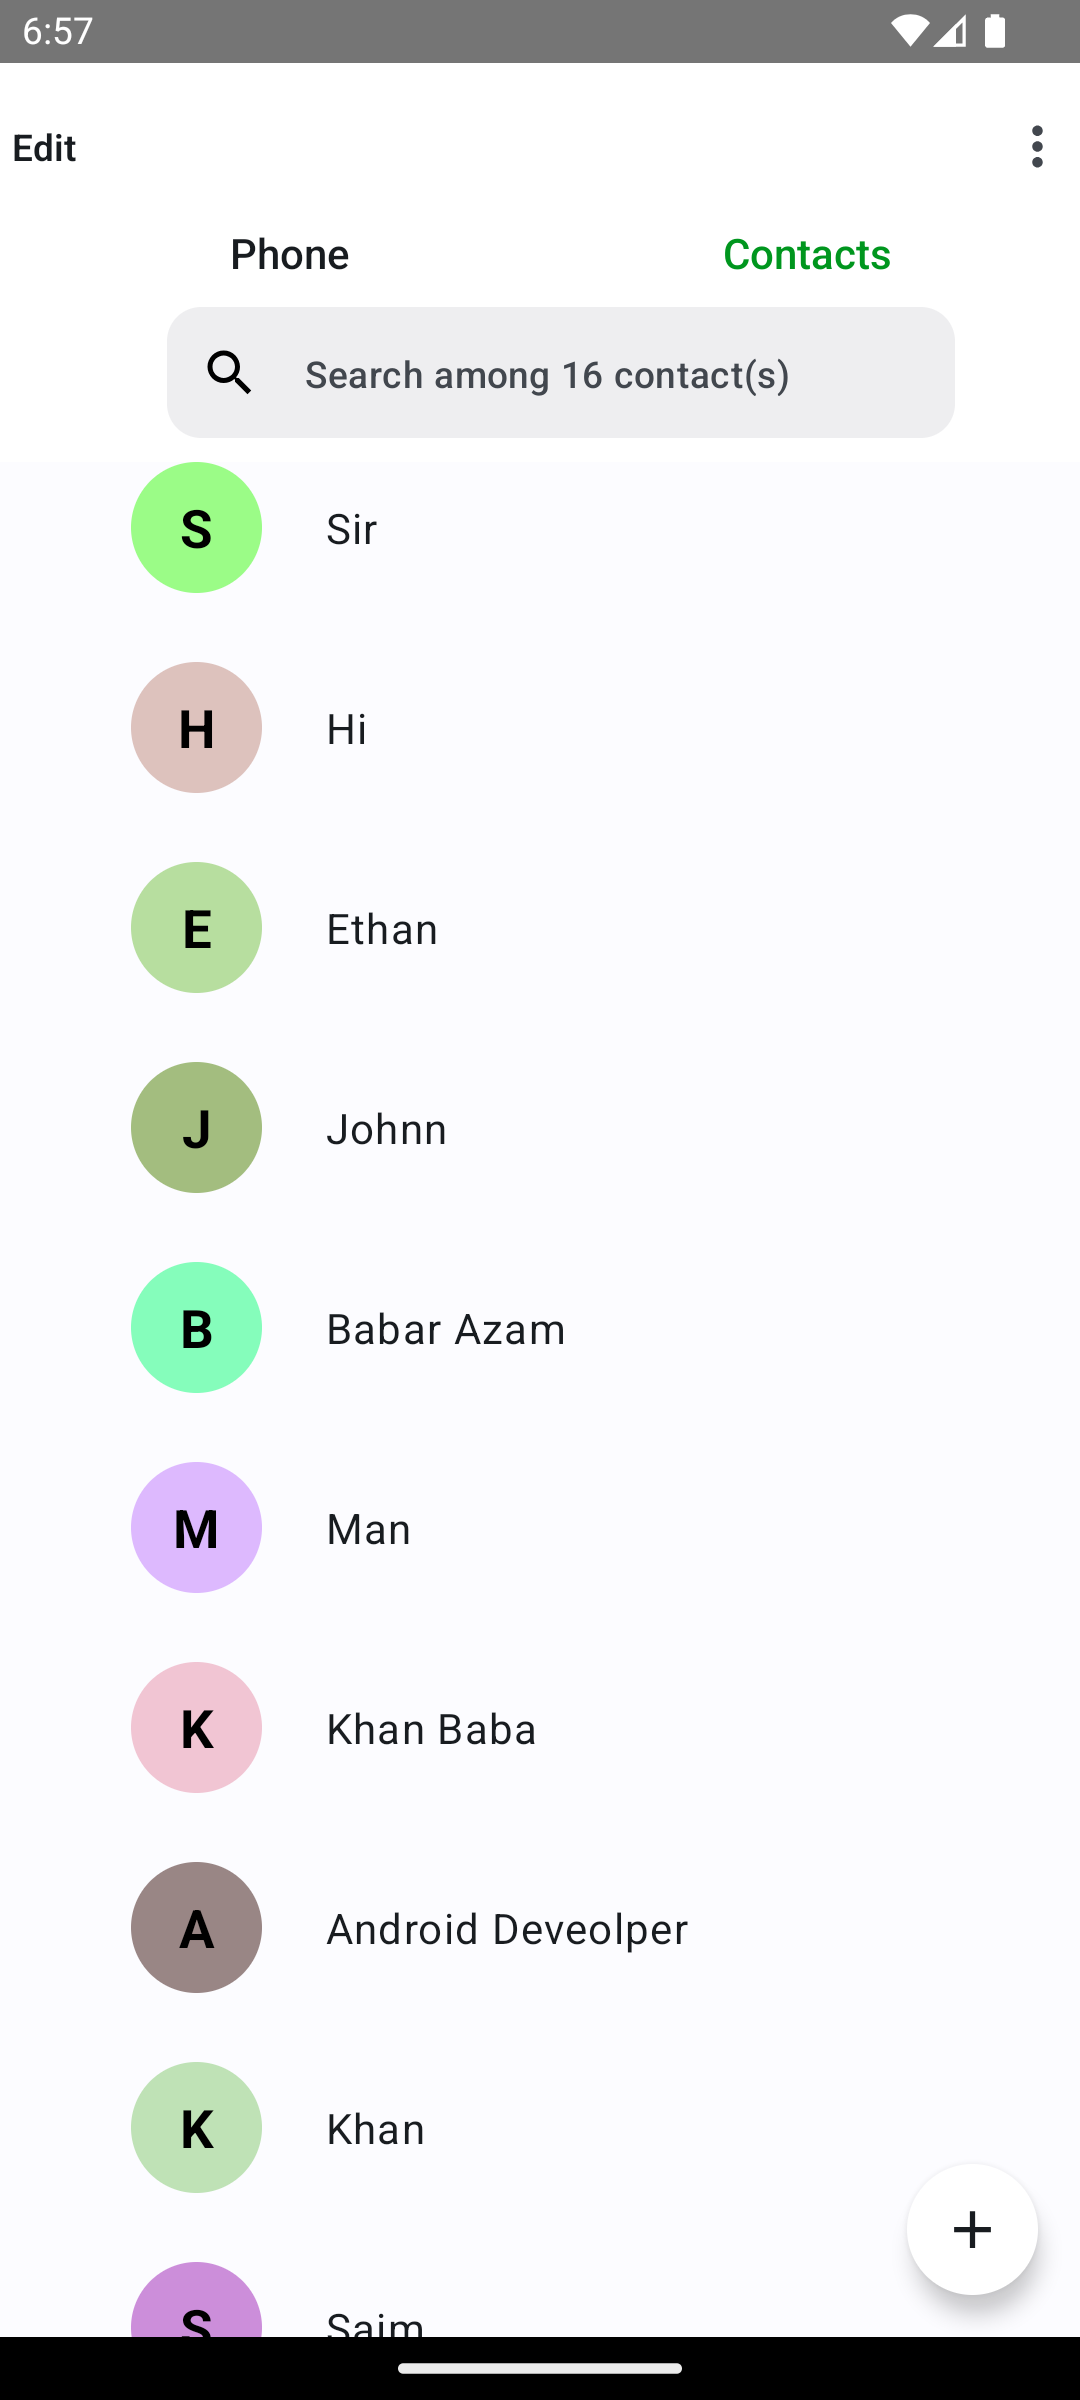 6:57
Edit
Phone
Contacts
Search among 16 contact(s)
S
Sir
H
Hi
E
Ethan
J
Johnn
B
Babar Azam
M
Man
K
Khan Baba
A
Android Deveolper
K
Khan
S
Saim